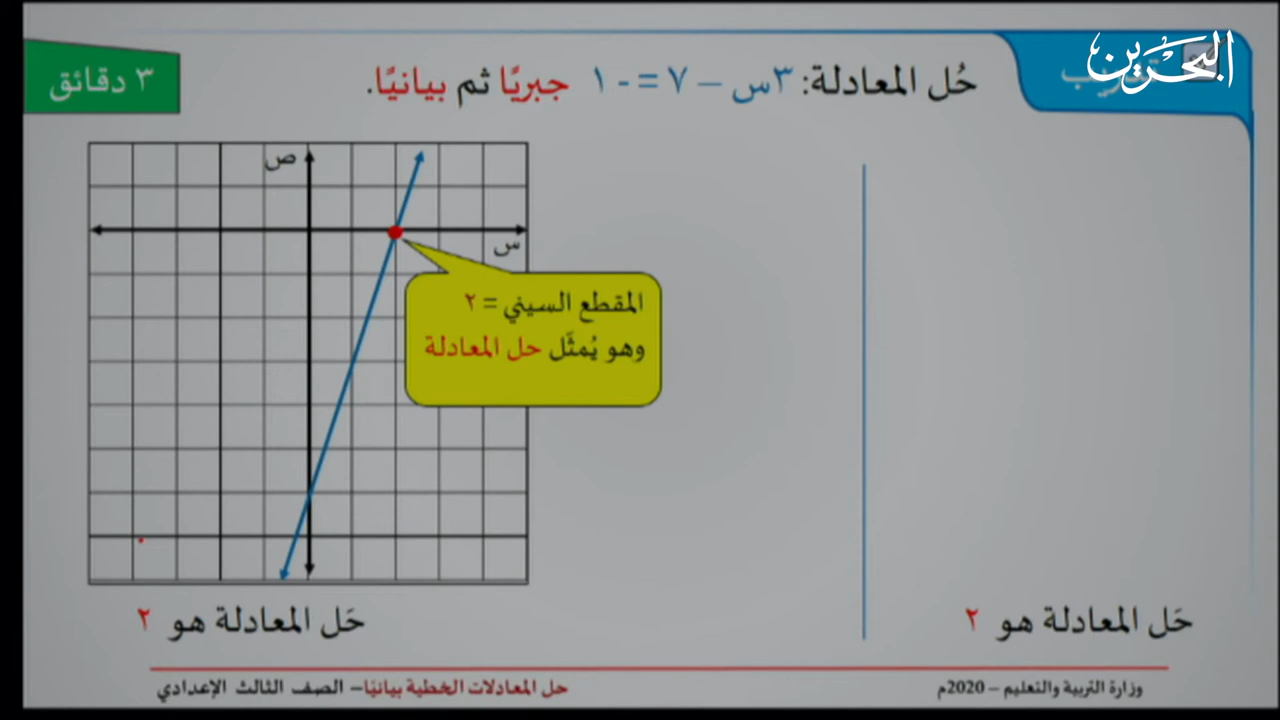 البحرين
تدريب
حُل المعادلة: ٣س – ٧ = -١ جبريًا ثم بيانيًا.
٣ دقائق
ص
س
المقطع السيني = ٢
وهو يُمثّل حل المعادلة
حَل المعادلة هو ٢
حَل المعادلة هو ٢
وزارة التربية والتعليم – 2020م
حل المعادلات الخطية بيانيًا – الصف الثالث الإعدادي